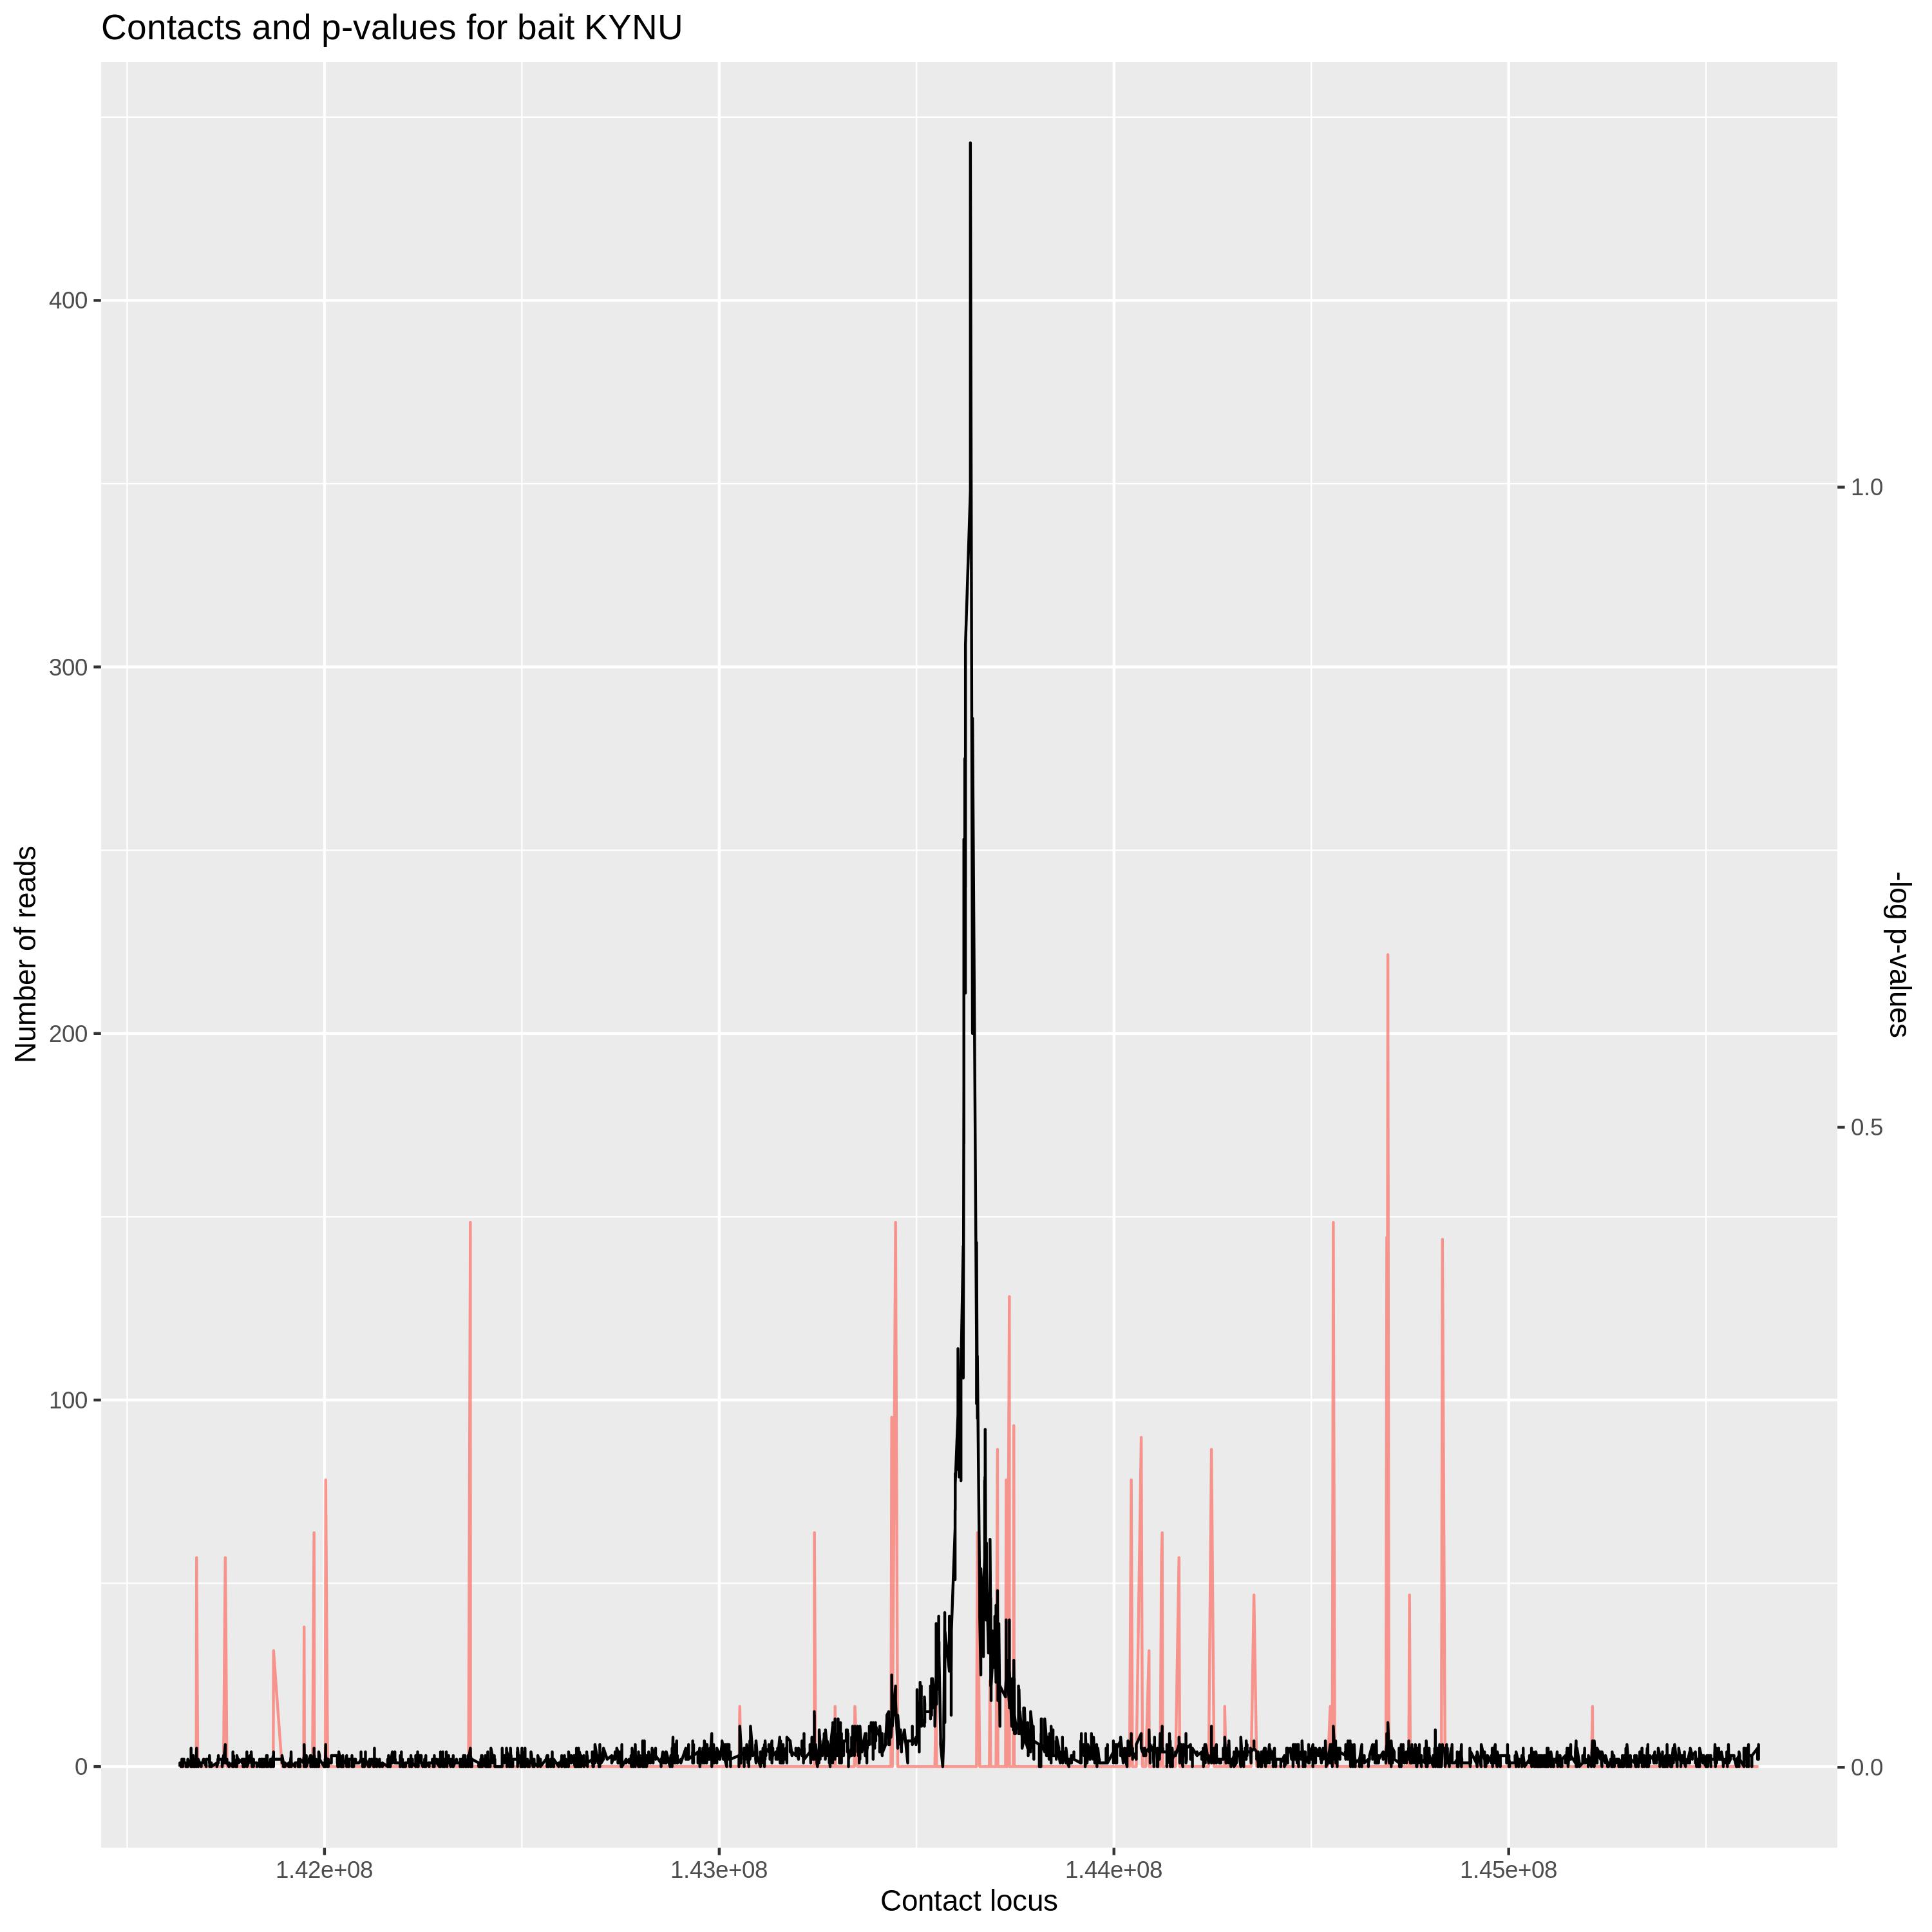 Contacts and p-values for bait KYNU
400
300
200
100
0
Number of reads
1.0
0.5
0.0
-log p-values
1.42e+08
1.43e+08
1.44e+08
1.45e+08
Contact locus